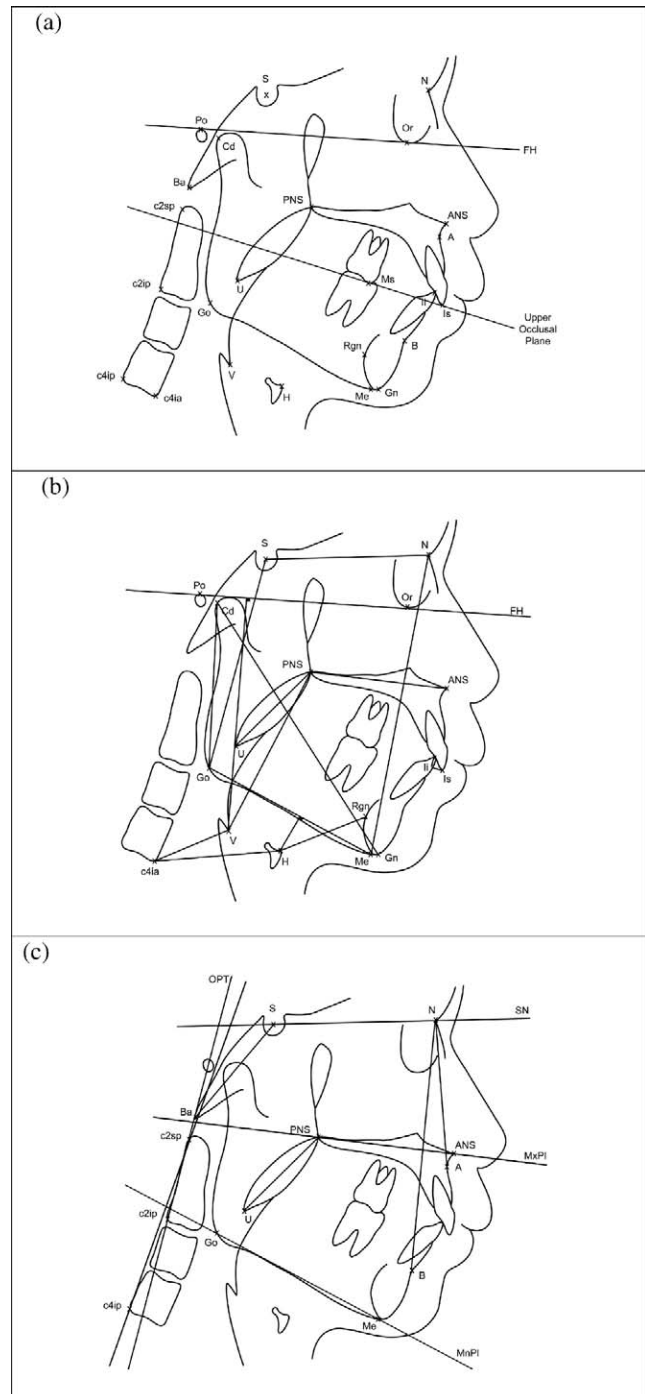 (a)
S
N
Po
Or
Cd
FH
Ba
PNS
c2sp
ANS
A
Ms
c2ip
U
Ii
Is
Go
Upper
Occlusal
Plane
Rgn
B
V
c4ip
H
Me
Gn
c4ia
(b)
S
N
Po
Or
Cd
FH
PNS
ANS
U
Ii
Is
Go
Rgn
V
H
Me
Gn
c4ia
(c)
OPT
S
N
SN
Ba
c2sp
PNS
ANS
MxPl
A
c2ip
U
Go
B
c4ip
Me
MnPl